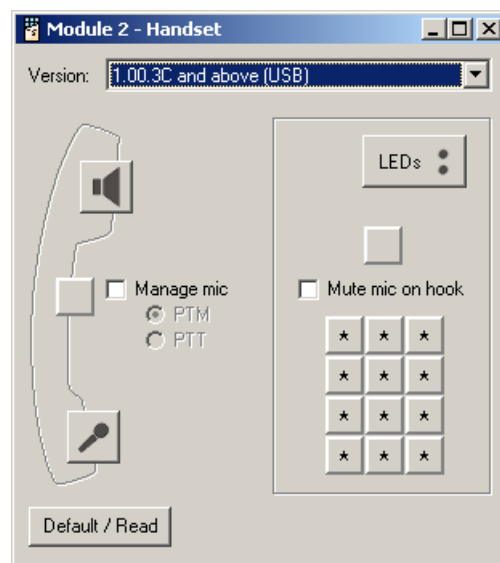 Module 2 - Handset
Version: 1.00.3C and above (USB)
LEDs
Manage mic
Mute mic on hook
PTM
PTT
* * *
* * *
* * *
* * *
Default / Read